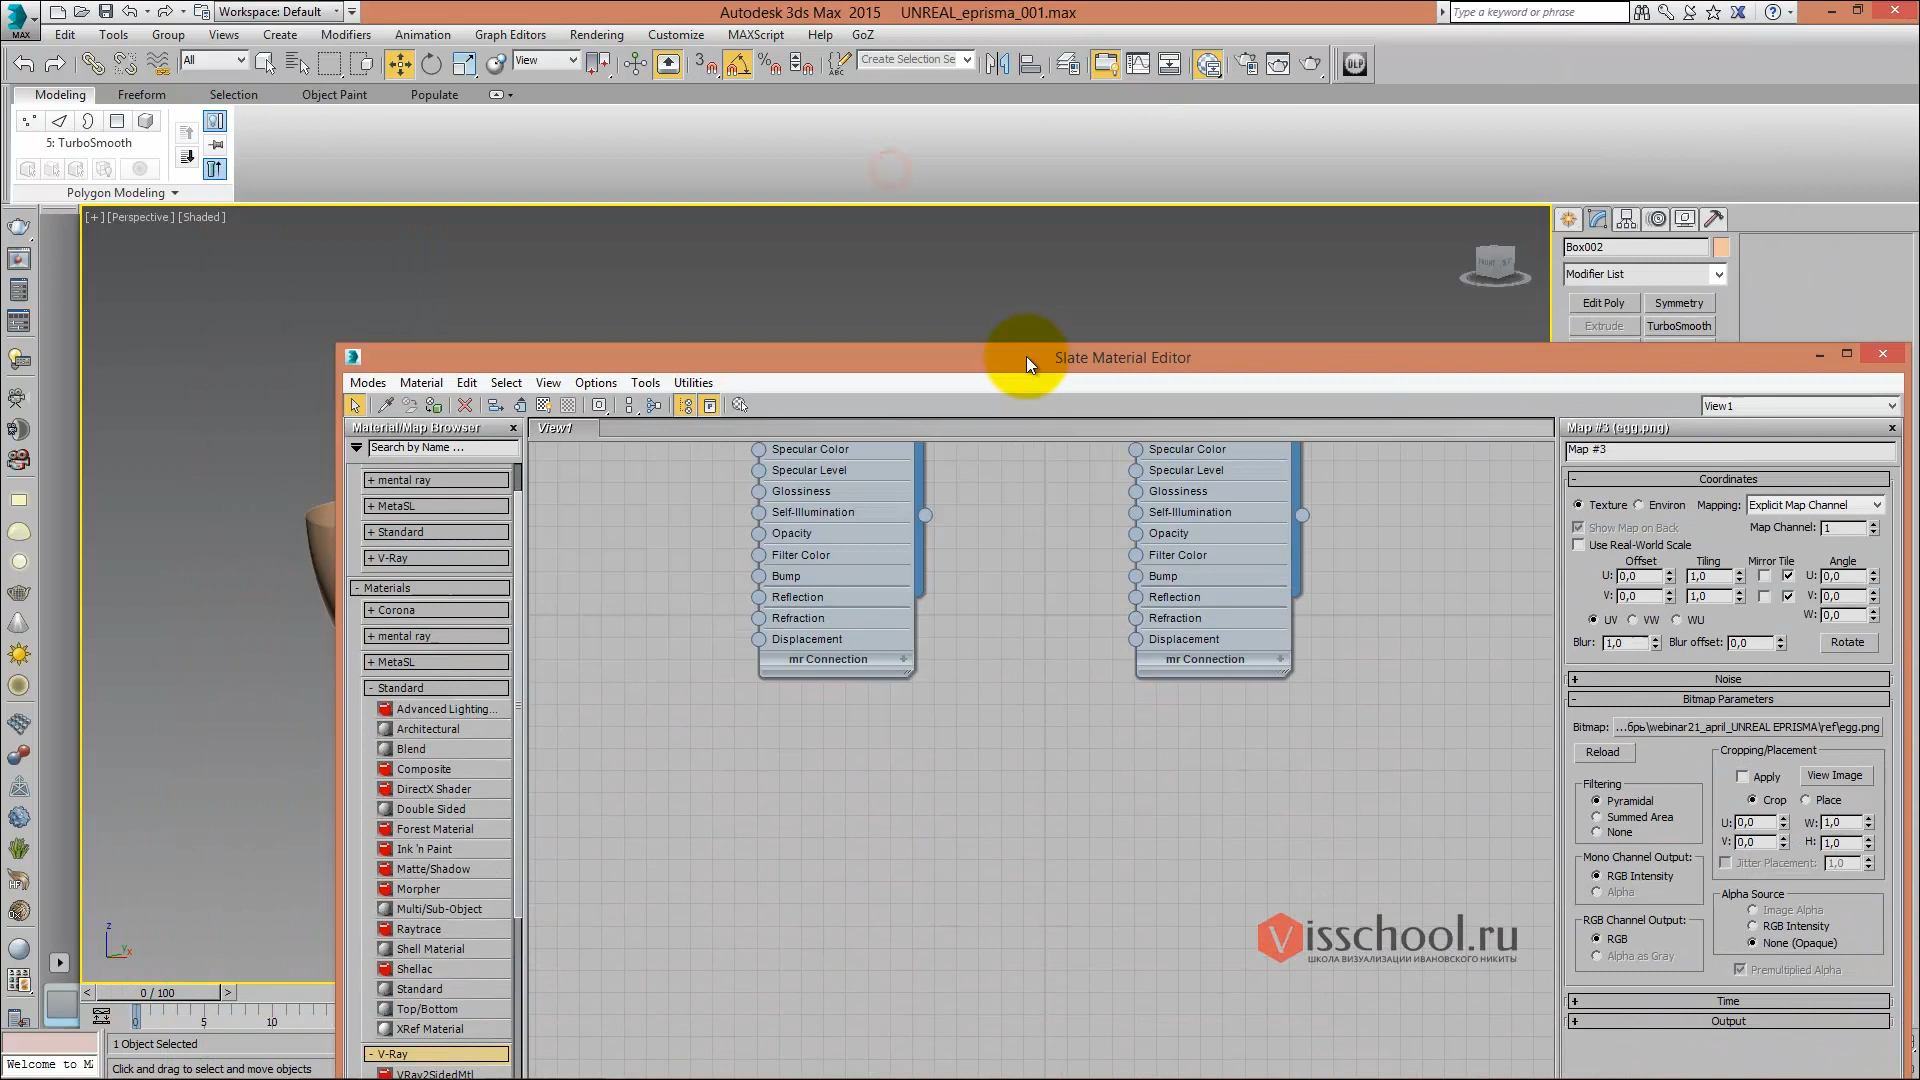 Workspace: Default
Autodesk 3ds Max 2015 UNREAL_eprisma_001.max
Type a keyword or phrase
MAX
Edit Tools Group Views Create Modifiers Animation Graph Editors Rendering Customize MAXScript Help GoZ
All
View
Create Selection Se
Modeling Freeform Selection Object Paint Populate
5: TurboSmooth
Polygon Modeling
[+] [Perspective] [Shaded]
Box002
Modifier List
Edit Poly Symmetry
Extrude TurboSmooth
Slate Material Editor
Modes Material Edit Select View Options Tools Utilities
View1
Material/Map Browser
View1
Map #3 (egg.png)
Search by Name ...
Map #3
+ mental ray
+ MetaSL
+ Standard
+ V-Ray
- Materials
+ Corona
+ mental ray
+ MetaSL
- Standard
Advanced Lighting...
Architectural
Blend
Composite
DirectX Shader
Double Sided
Forest Material
Ink 'n Paint
Matte/Shadow
Morpher
Multi/Sub-Object
Raytrace
Shell Material
Shellac
Standard
Top/Bottom
XRef Material
- V-Ray
VRay2SidedMtl
Specular Color
Specular Level
Glossiness
Self-Illumination
Opacity
Filter Color
Bump
Reflection
Refraction
Displacement
mr Connection
Specular Color
Specular Level
Glossiness
Self-Illumination
Opacity
Filter Color
Bump
Reflection
Refraction
Displacement
mr Connection
Coordinates
Texture Environ Mapping: Explicit Map Channel
Show Map on Back Map Channel: 1
Use Real-World Scale
Offset Tiling Mirror Tile Angle
U: 0,0 1,0 U: 0,0
V: 0,0 1,0 V: 0,0
W: 0,0
UV VW WU
Blur: 1,0 Blur offset: 0,0 Rotate
Noise
Bitmap Parameters
Bitmap: ...брь\webinar21_april_UNREAL EPRISMA\ref\egg.png
Reload
Cropping/Placement
Apply View Image
Crop Place
U: 0,0 W: 1,0
V: 0,0 H: 1,0
Jitter Placement: 1,0
Filtering
Pyramidal
Summed Area
None
Mono Channel Output:
RGB Intensity
Alpha
RGB Channel Output:
RGB
Alpha as Gray
Alpha Source
Image Alpha
RGB Intensity
None (Opaque)
Premultiplied Alpha
Time
Output
Visschool.ru
ШКОЛА ВИЗУАЛИЗАЦИИ ИВАНОВСКОГО НИКИТЫ
0 / 100
0 5 10
1 Object Selected
Welcome to M
Click and drag to select and move objects